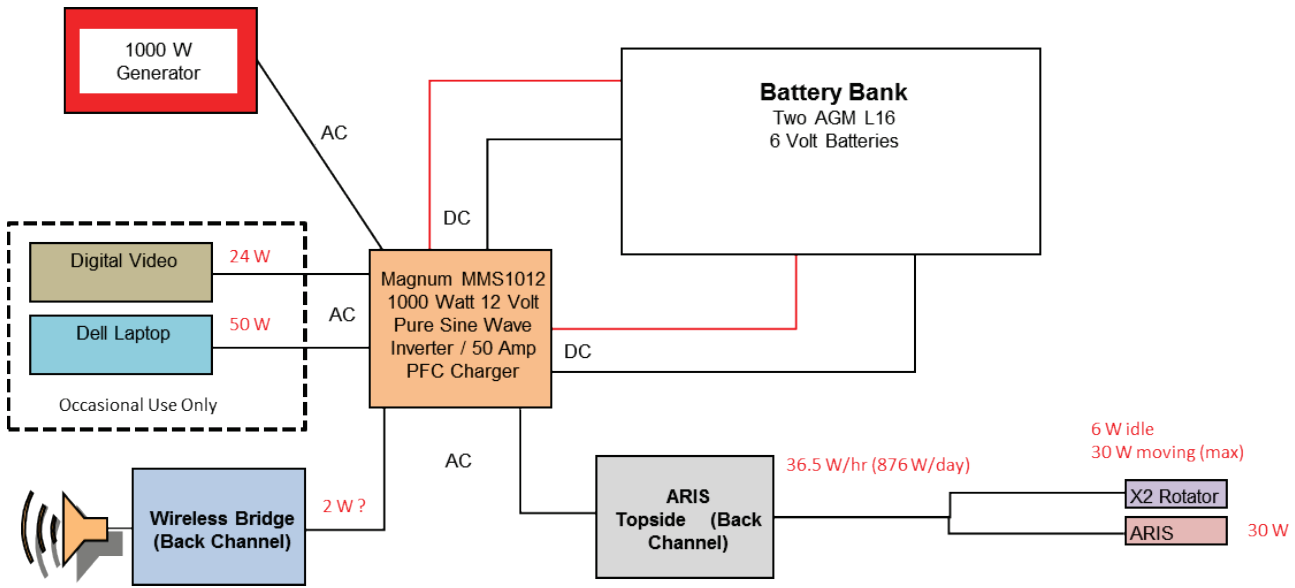 1000 W
Generator
AC
Battery Bank
Two AGM L16
6 Volt Batteries
DC
Digital Video
24 W
Dell Laptop
50 W
AC
Occasional Use Only
Magnum MMS1012
1000 Watt 12 Volt
Pure Sine Wave
Inverter / 50 Amp
PFC Charger
DC
AC
Wireless Bridge
(Back Channel)
2 W ?
ARIS
Topside (Back
Channel)
36.5 W/hr (876 W/day)
6 W idle
30 W moving (max)
X2 Rotator
ARIS
30 W